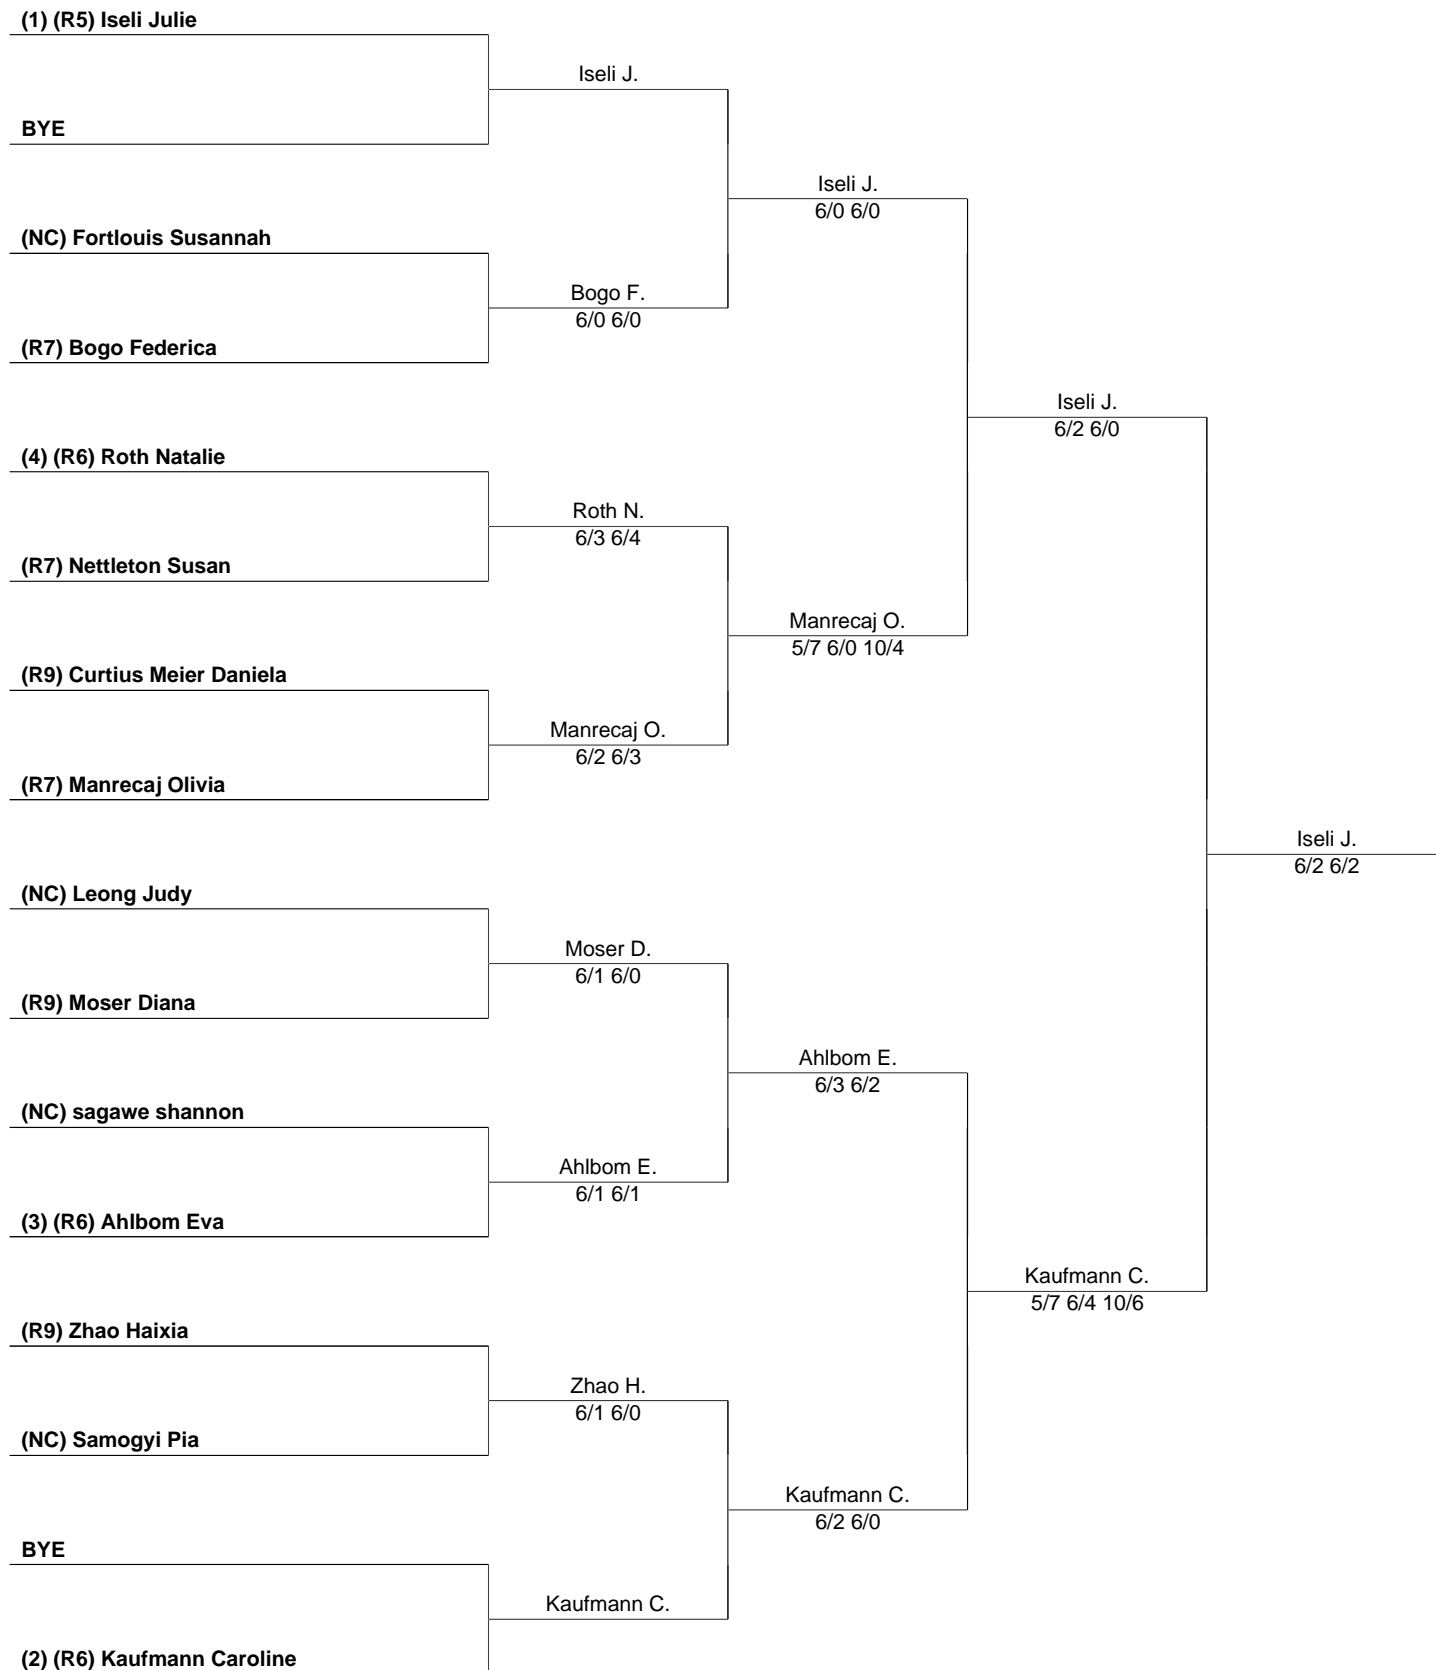 (1) (R5) Iseli Julie
Iseli J.
BYE
Iseli J.
6/0 6/0
(NC) Fortlouis Susannah
Bogo F.
6/0 6/0
(R7) Bogo Federica
Iseli J.
6/2 6/0
(4) (R6) Roth Natalie
Roth N.
6/3 6/4
(R7) Nettleton Susan
Manrecaj O.
5/7 6/0 10/4
(R9) Curtius Meier Daniela
Manrecaj O.
6/2 6/3
(R7) Manrecaj Olivia
Iseli J.
6/2 6/2
(NC) Leong Judy
Moser D.
6/1 6/0
(R9) Moser Diana
Ahlbom E.
6/3 6/2
(NC) sagawe shannon
Ahlbom E.
6/1 6/1
(3) (R6) Ahlbom Eva
Kaufmann C.
5/7 6/4 10/6
(R9) Zhao Haixia
Zhao H.
6/1 6/0
(NC) Samogyi Pia
Kaufmann C.
6/2 6/0
BYE
Kaufmann C.
(2) (R6) Kaufmann Caroline